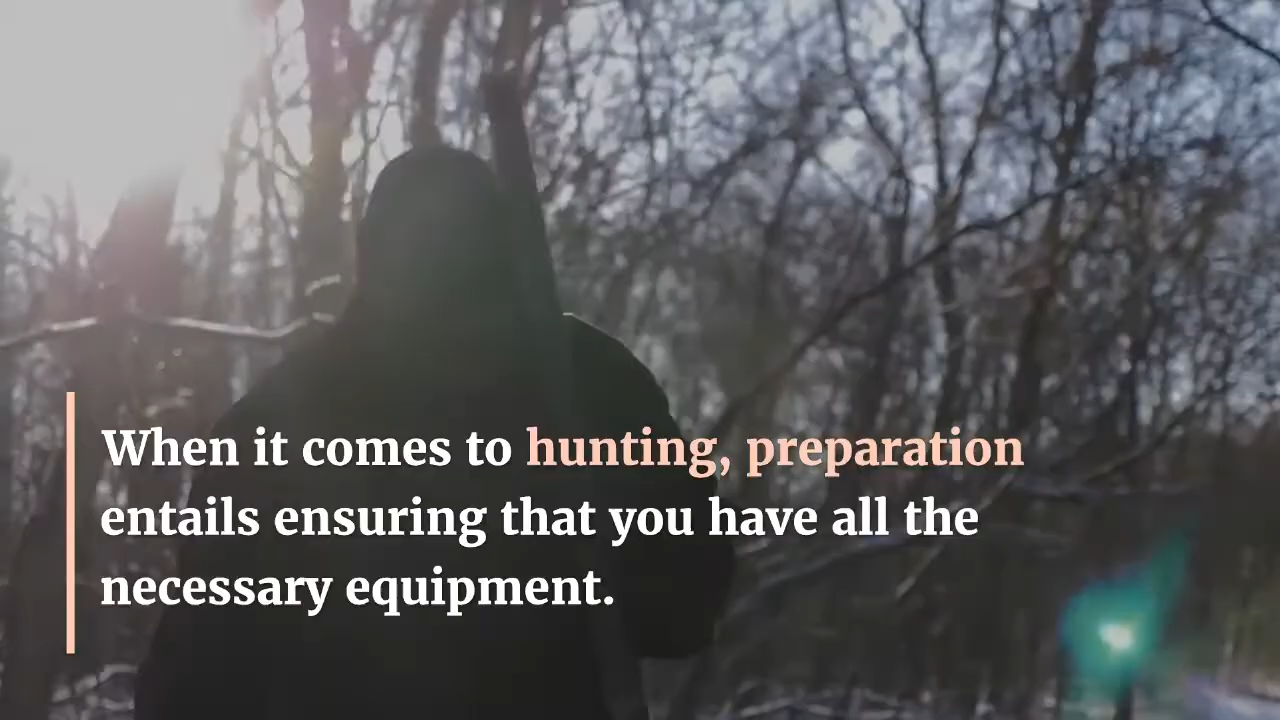 When it comes to hunting, preparation
entails ensuring that you have all the
necessary equipment.